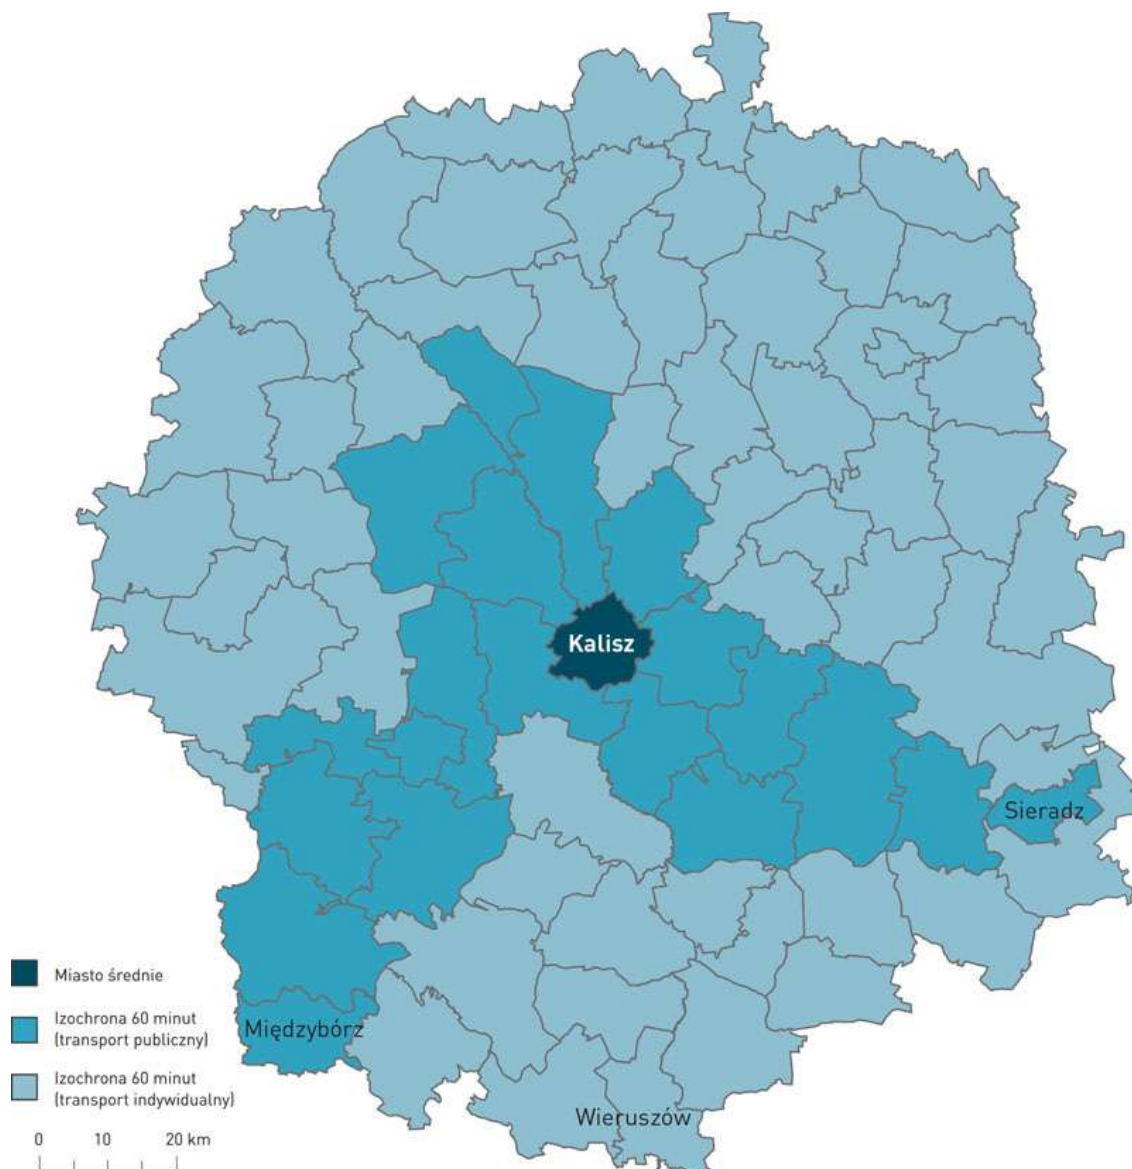 Kalisz
Sieradz
Międzybórz
Wieruszów
Miasto średnie
Izochrona 60 minut
(transport publiczny)
Izochrona 60 minut
(transport indywidualny)
0 10 20 km